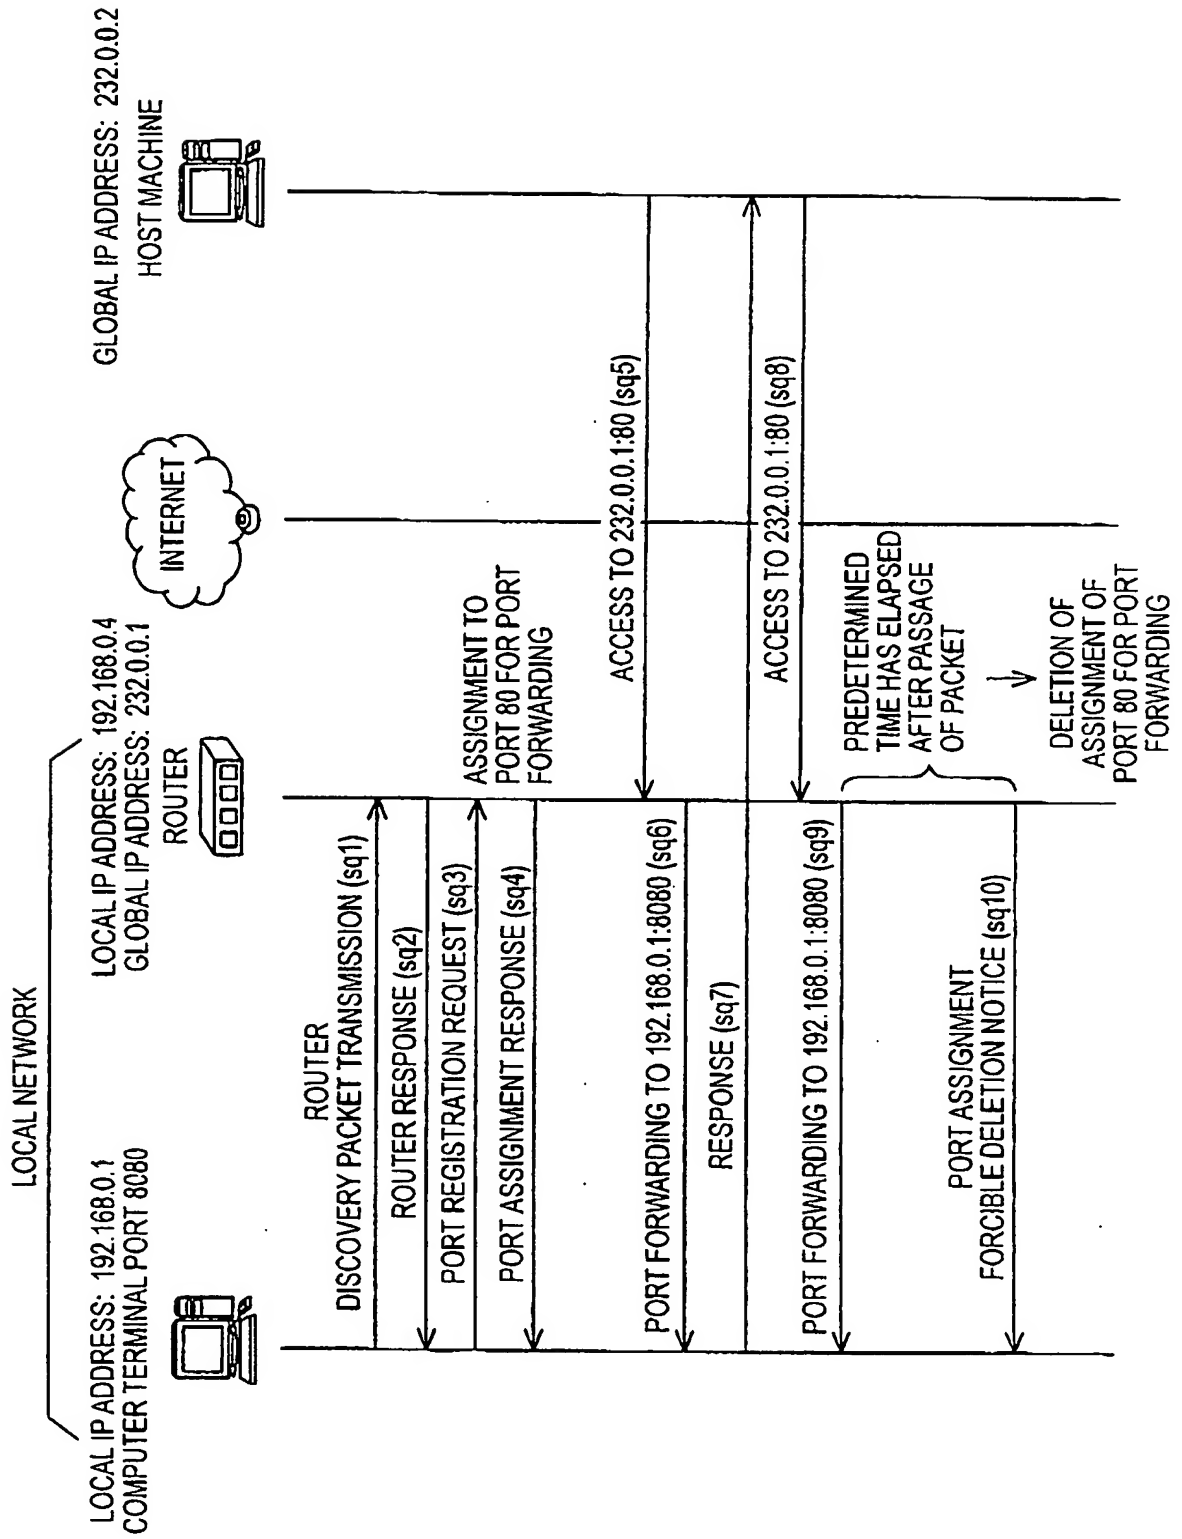 LOCAL NETWORK
LOCAL IP ADDRESS: 192.168.0.1
COMPUTER TERMINAL PORT 8080
LOCAL IP ADDRESS: 192.168.0.4
GLOBAL IP ADDRESS: 232.0.0.1
ROUTER
INTERNET
GLOBAL IP ADDRESS: 232.0.0.2
HOST MACHINE
ROUTER
DISCOVERY PACKET TRANSMISSION (sq1)
ROUTER RESPONSE (sq2)
PORT REGISTRATION REQUEST (sq3)
ASSIGNMENT TO
PORT 80 FOR PORT
FORWARDING
PORT ASSIGNMENT RESPONSE (sq4)
ACCESS TO 232.0.0.1:80 (sq5)
PORT FORWARDING TO 192.168.0.1:8080 (sq6)
RESPONSE (sq7)
ACCESS TO 232.0.0.1:80 (sq8)
PORT FORWARDING TO 192.168.0.1:8080 (sq9)
PREDETERMINED
TIME HAS ELAPSED
AFTER PASSAGE
OF PACKET
PORT ASSIGNMENT
FORCIBLE DELETION NOTICE (sq10)
DELETION OF
ASSIGNMENT OF
PORT 80 FOR PORT
FORWARDING